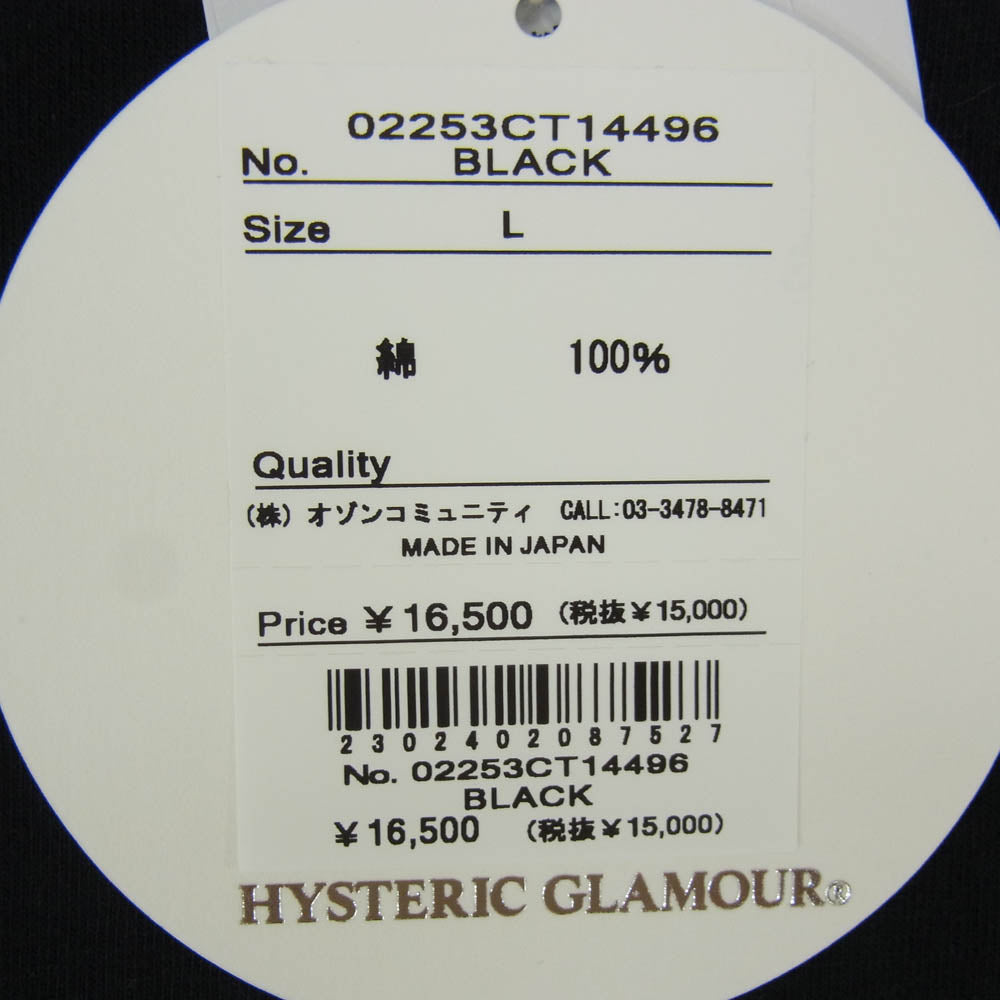 02253CT14496
No. BLACK
Size L
綿 100%
Quality
(株) オゾンコミュニティ CALL:03-3478-8471
MADE IN JAPAN
Price ¥16,500 (税抜¥15,000)
2302402087527
No. 02253CT14496
BLACK
¥16,500 (税抜¥15,000)
HYSTERIC GLAMOUR®